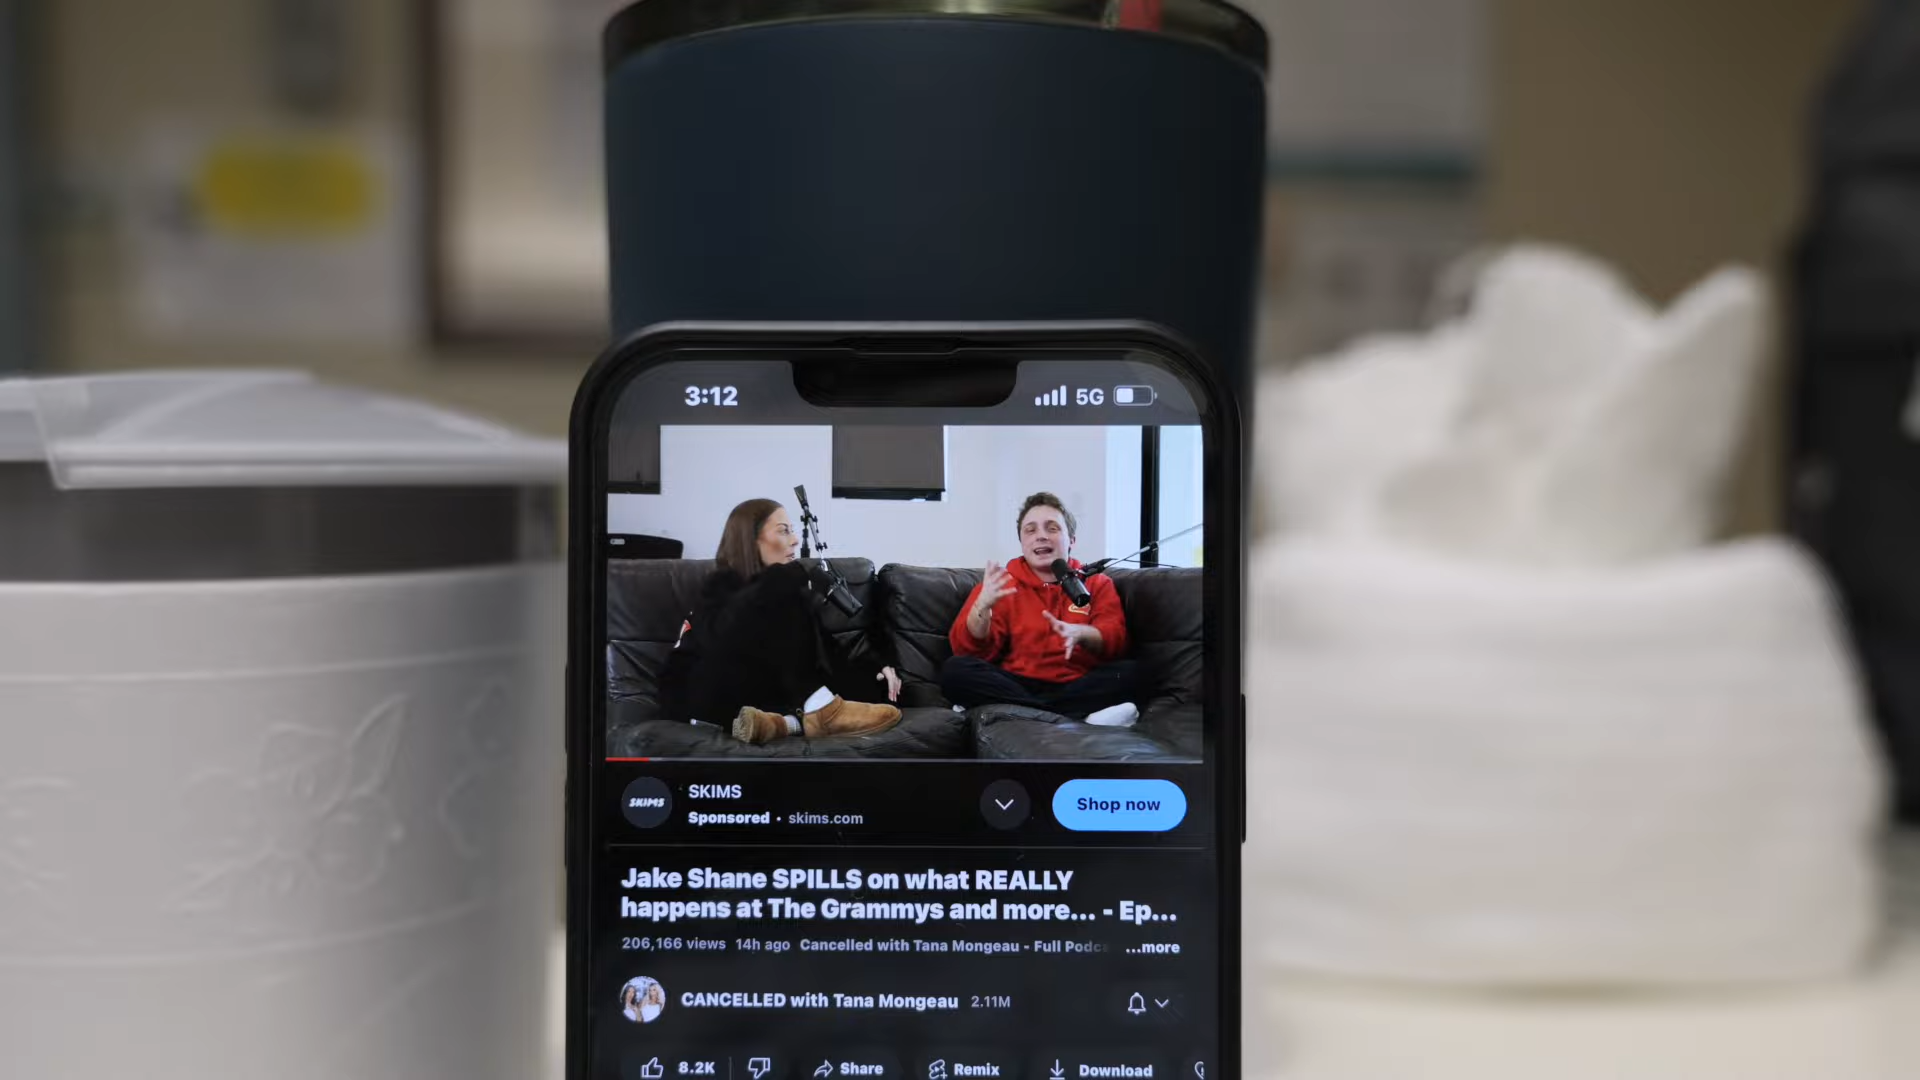 3:12
5G
SKIMS
SKIMS
Shop now
Sponsored • skims.com
Jake Shane SPILLS on what REALLY
happens at The Grammys and more... - Ep...
206,166 views 14h ago Cancelled with Tana Mongeau - Full Podc ...more
CANCELLED with Tana Mongeau 2.11M
8.2K Share Remix Download